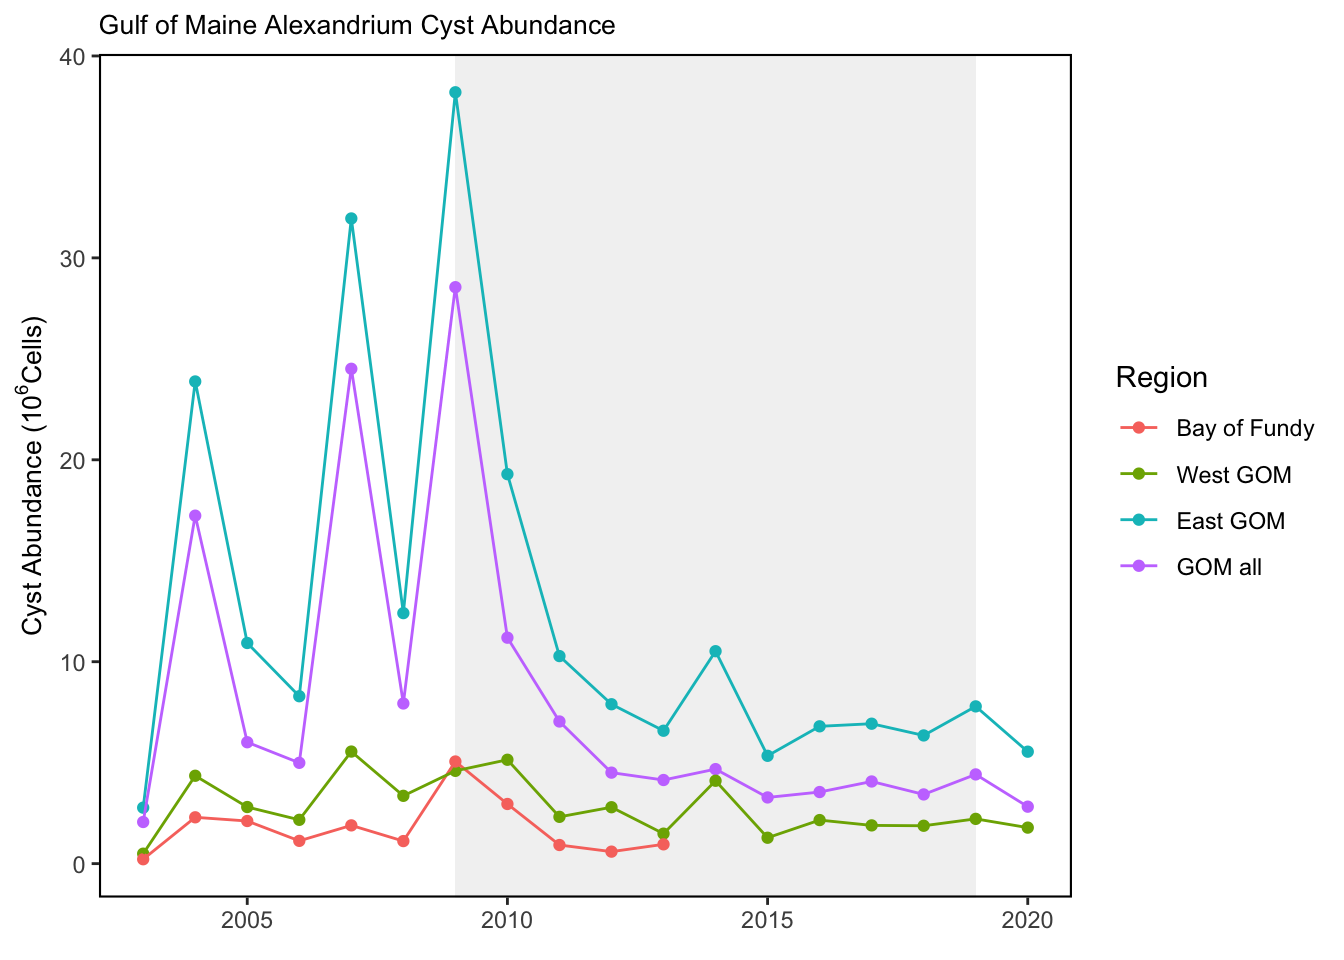 Gulf of Maine Alexandrium Cyst Abundance
40
30
20
10
0
Cyst Abundance (10⁶Cells)
2005 2010 2015 2020
Region
Bay of Fundy
West GOM
East GOM
GOM all